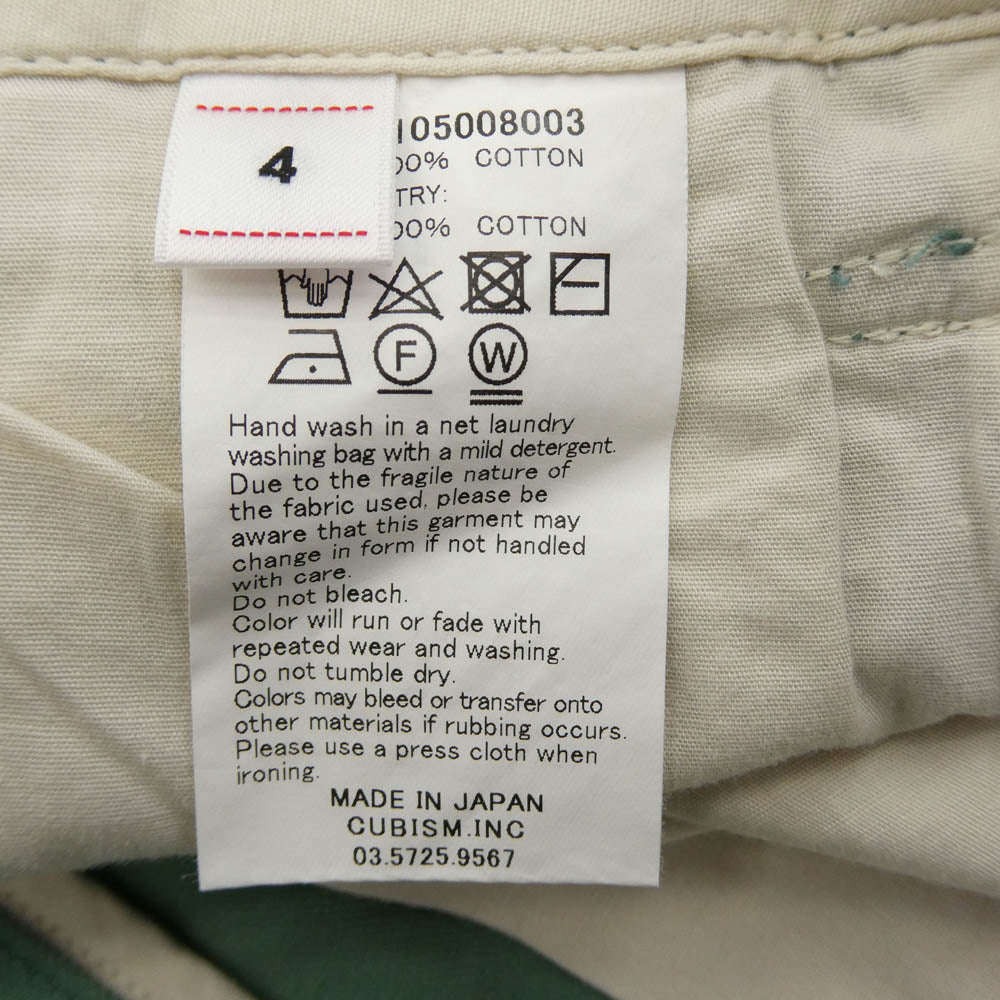 4
105008003
00% COTTON
TRY:
00% COTTON
F W
Hand wash in a net laundry
washing bag with a mild detergent.
Due to the fragile nature of
the fabric used, please be
aware that this garment may
change in form if not handled
with care.
Do not bleach.
Color will run or fade with
repeated wear and washing.
Do not tumble dry.
Colors may bleed or transfer onto
other materials if rubbing occurs.
Please use a press cloth when
ironing.
MADE IN JAPAN
CUBISM.INC
03.5725.9567